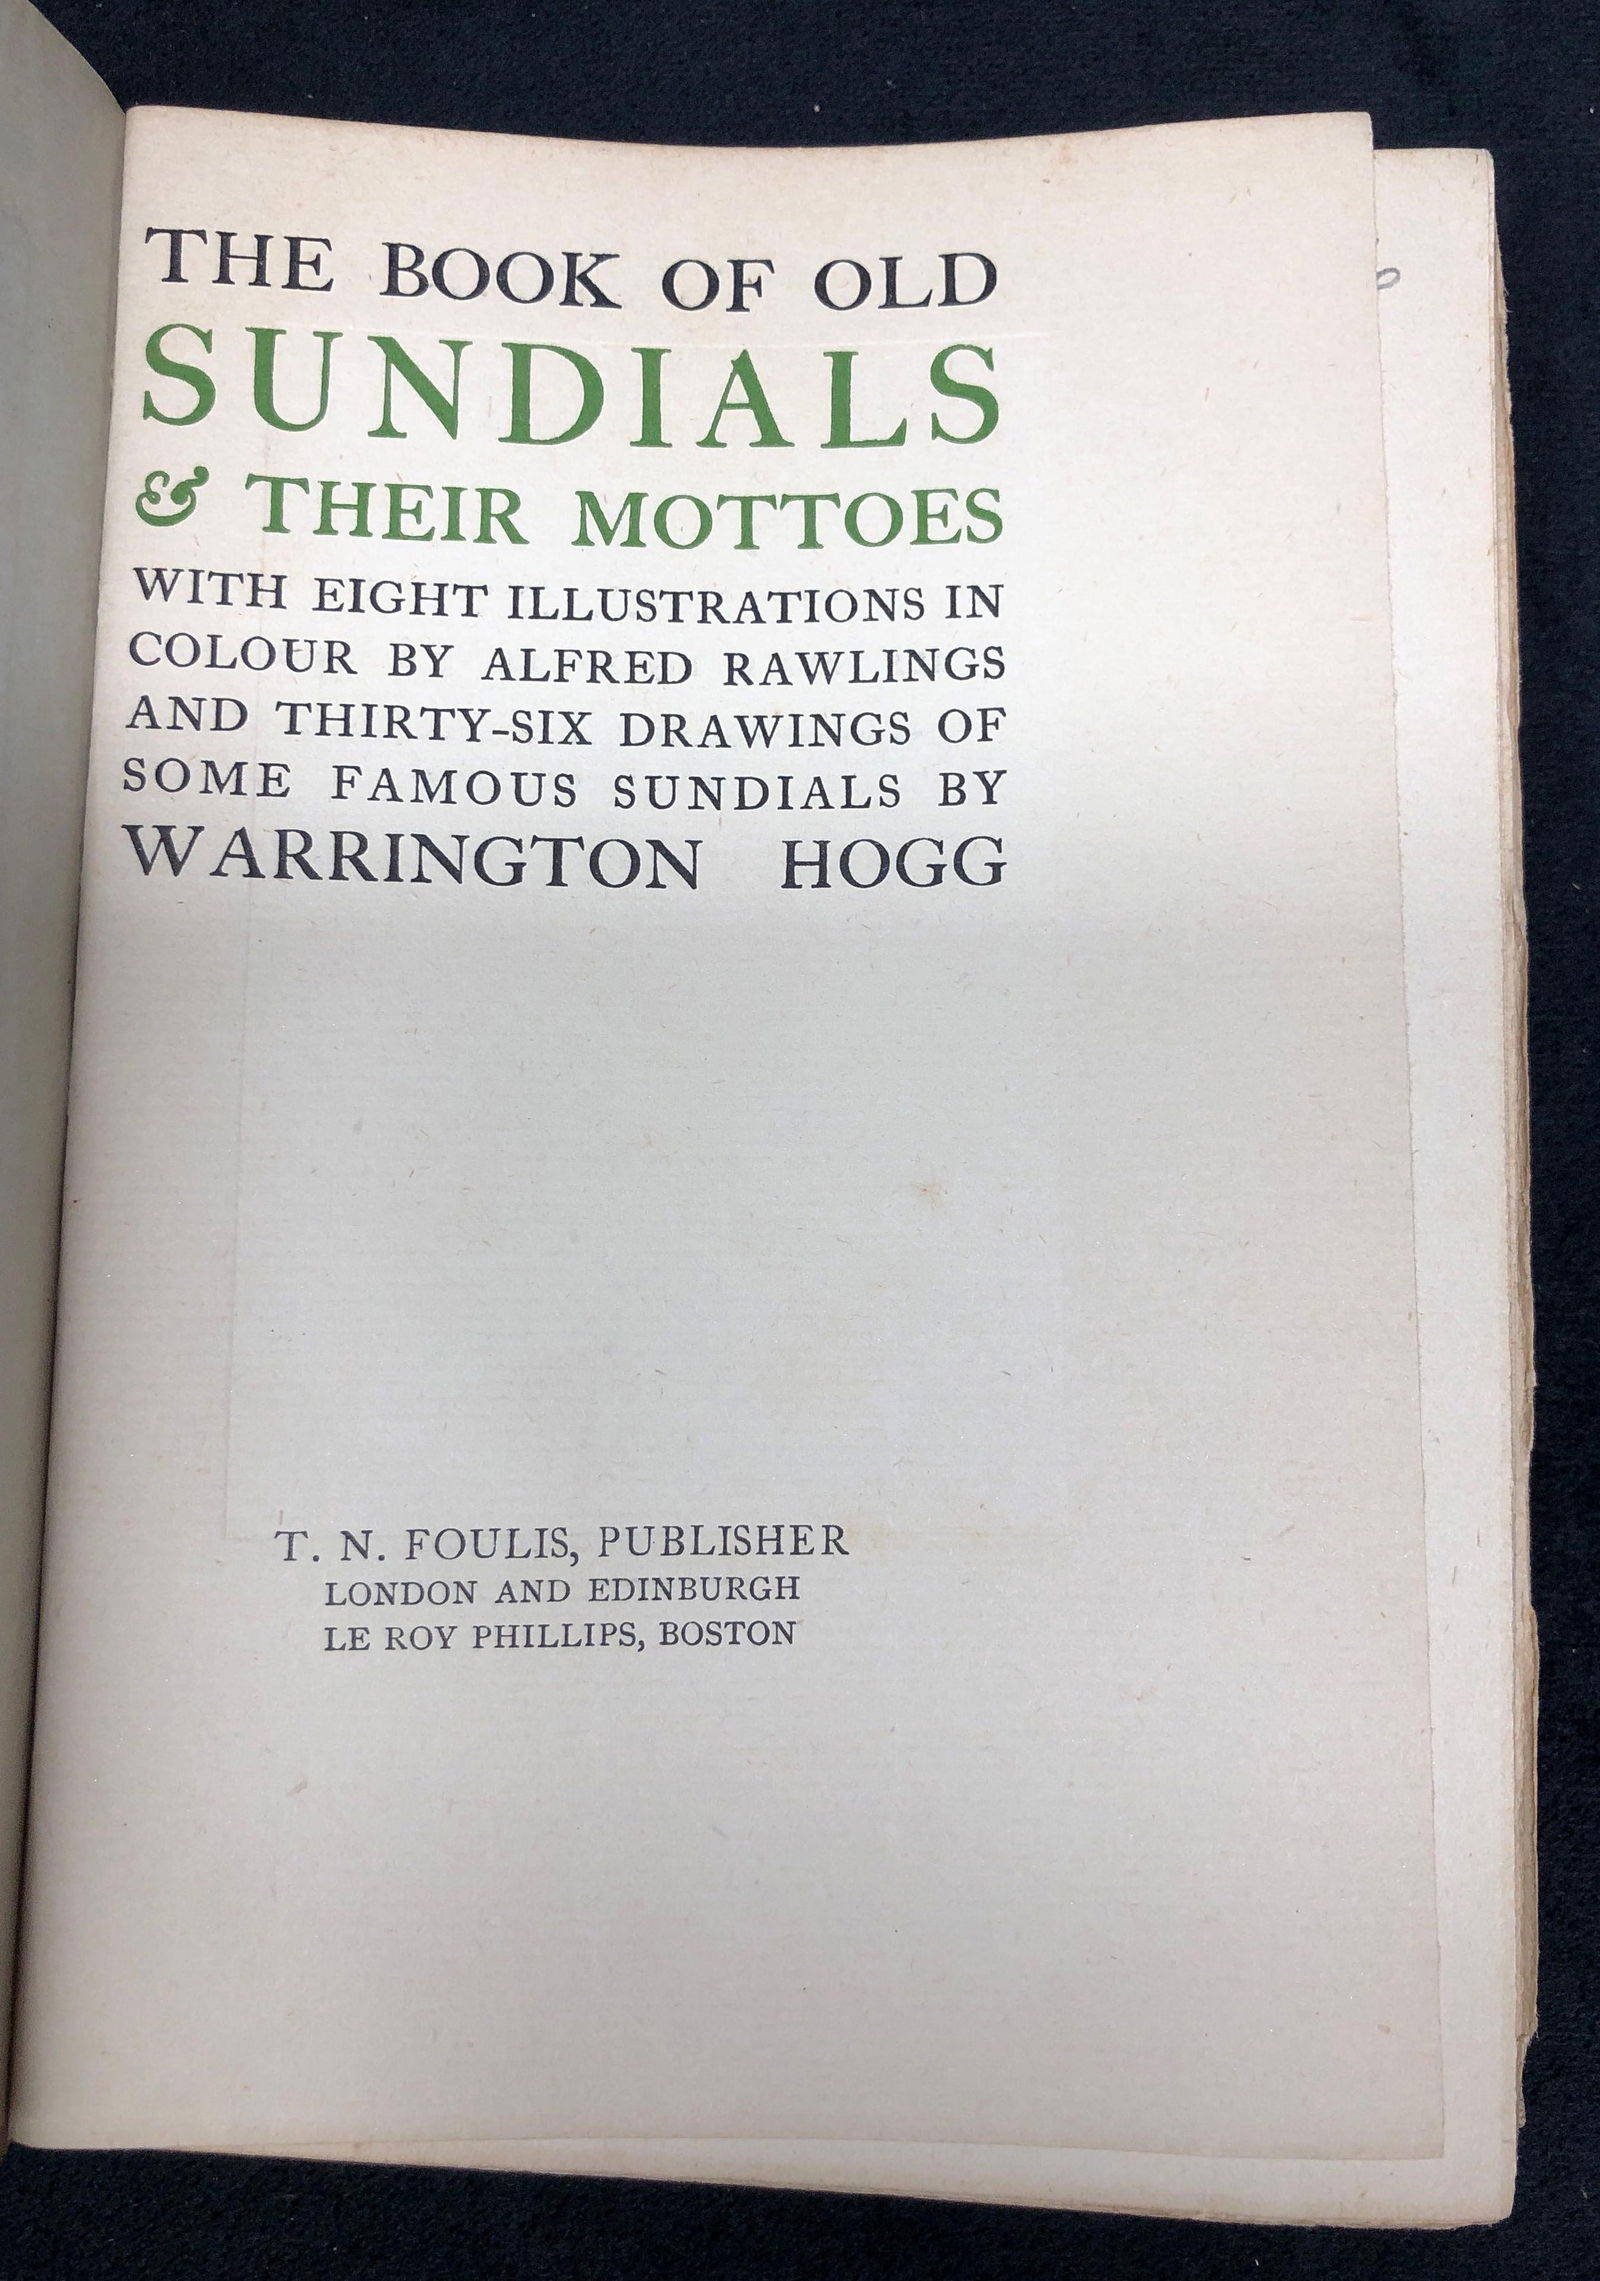 THE BOOK OF OLD
SUNDIALS
& THEIR MOTTOES
WITH EIGHT ILLUSTRATIONS IN
COLOUR BY ALFRED RAWLINGS
AND THIRTY-SIX DRAWINGS OF
SOME FAMOUS SUNDIALS BY
WARRINGTON HOGG
T. N. FOULIS, PUBLISHER
LONDON AND EDINBURGH
LE ROY PHILLIPS, BOSTON